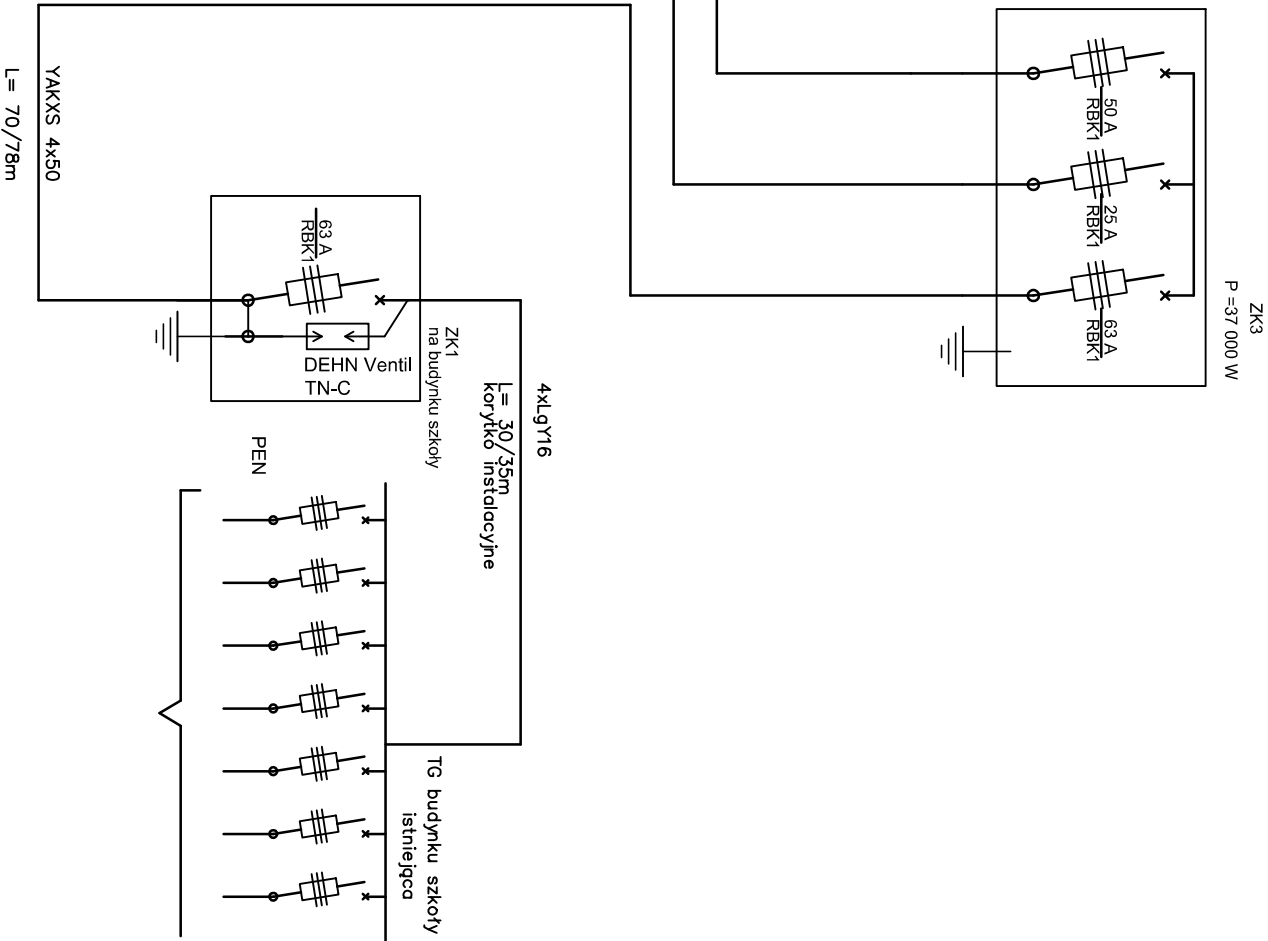 ZK3
P =37 000 W
50 A
RBK1
25 A
RBK1
63 A
RBK1
YAKXS 4x50
L= 70/78m
63 A
RBK1
DEHN Ventil
TN-C
ZK1
na budynku szkoły
4xLgY16
L= 30/35m
korytko instalacyjne
PEN
TG budynku szkoły
istniejąca